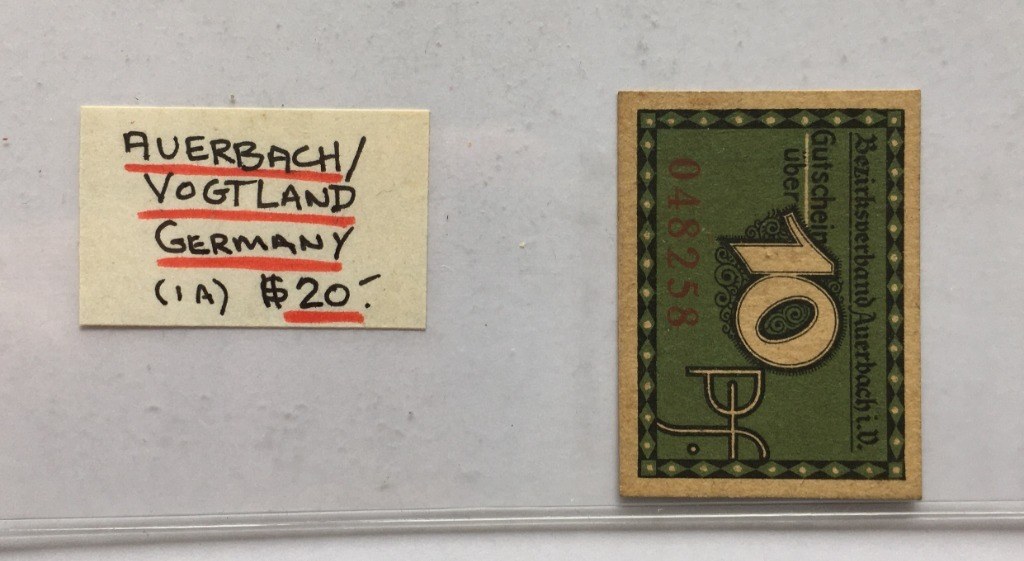 AUERBACH/
VOGTLAND
GERMANY
(1A) $20.-
Bezirksverband Auerbach i.V.
Gutschein
über
10
Pf.
048258